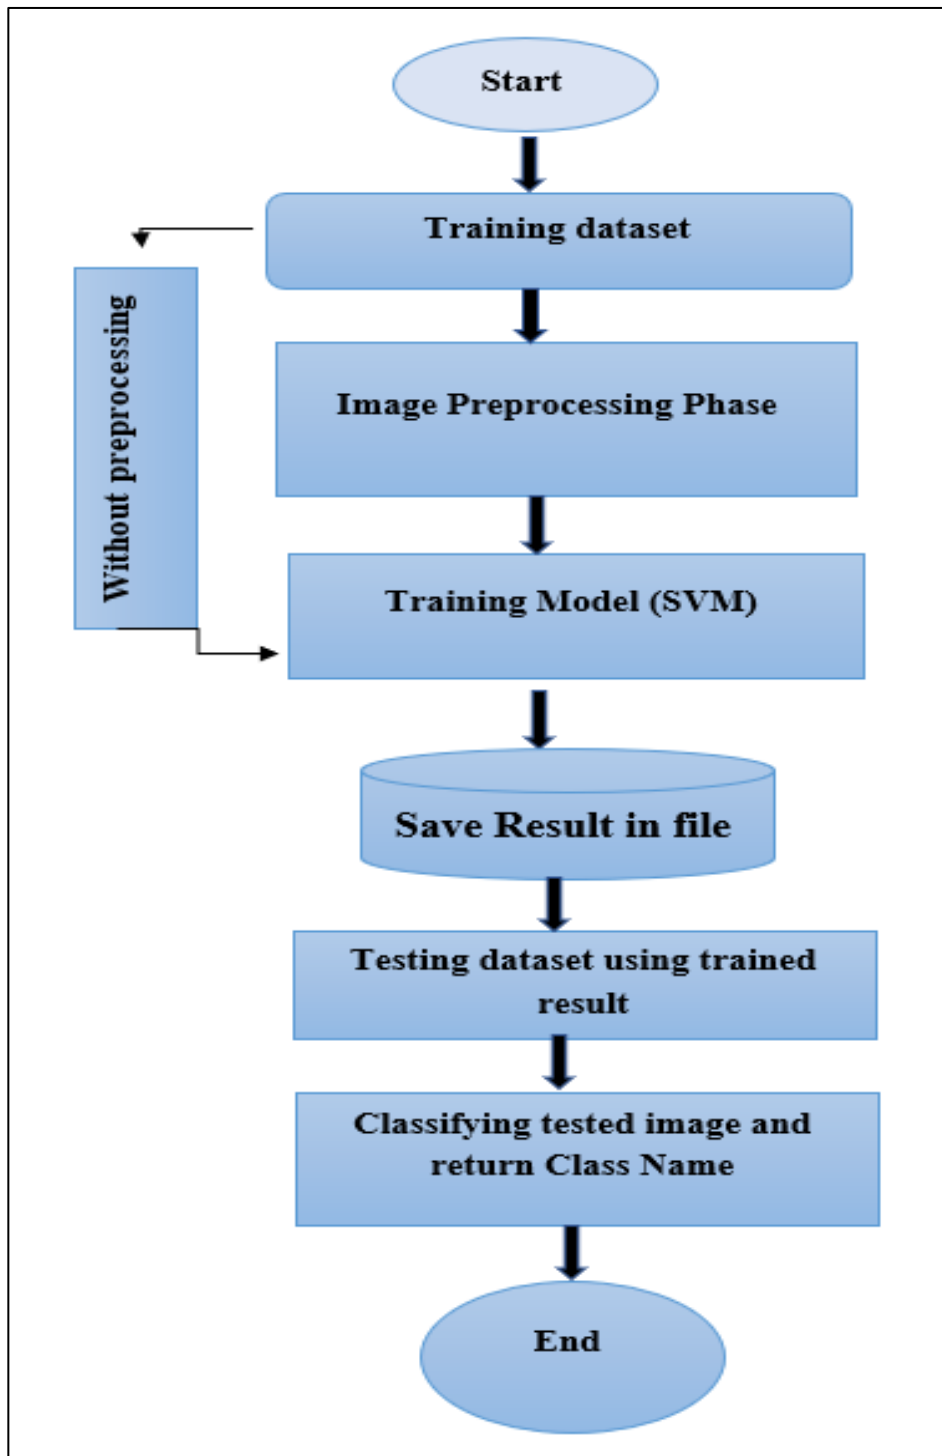 Start
Training dataset
Without preprocessing
Image Preprocessing Phase
Training Model (SVM)
Save Result in file
Testing dataset using trained
result
Classifying tested image and
return Class Name
End